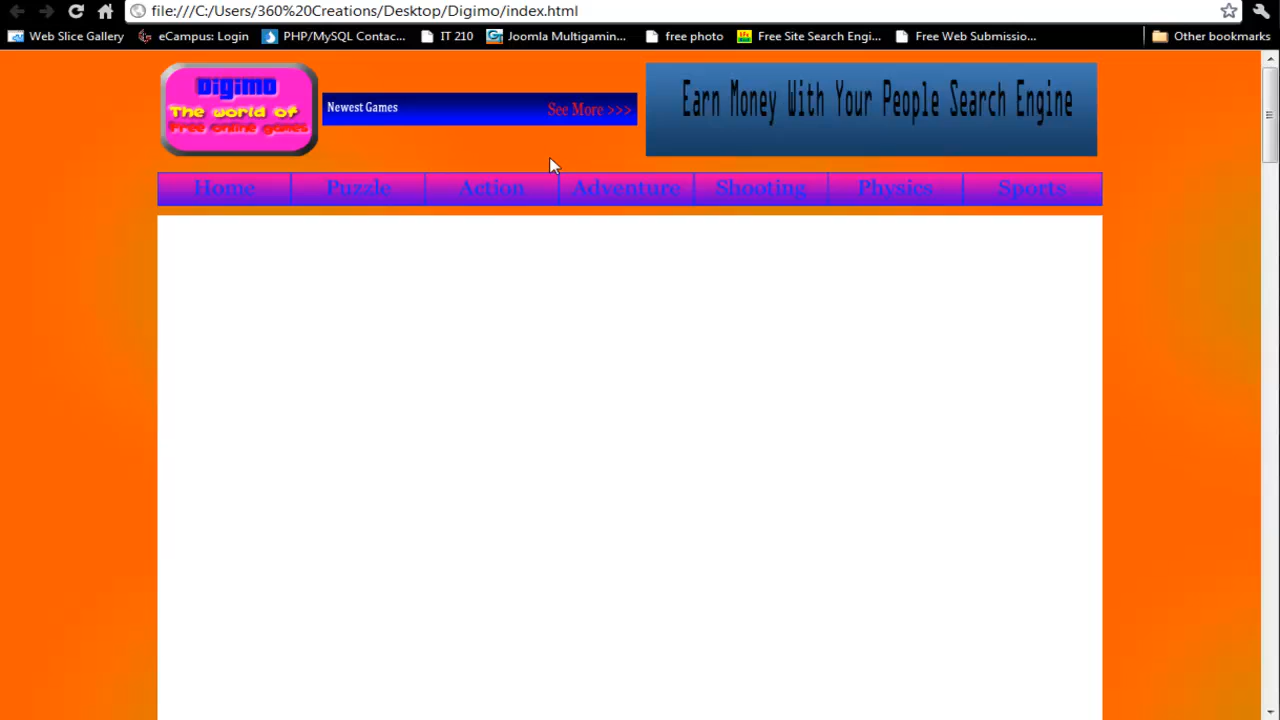 file:///C:/Users/360%20Creations/Desktop/Digimo/index.html
Web Slice Gallery eCampus: Login PHP/MySQL Contac... IT 210 Joomla Multigamin... free photo Free Site Search Engi... Free Web Submissio... Other bookmarks
Digimo
The world of
Free online games
Newest Games See More >>>
Earn Money With Your People Search Engine
Home Puzzle Action Adventure Shooting Physics Sports